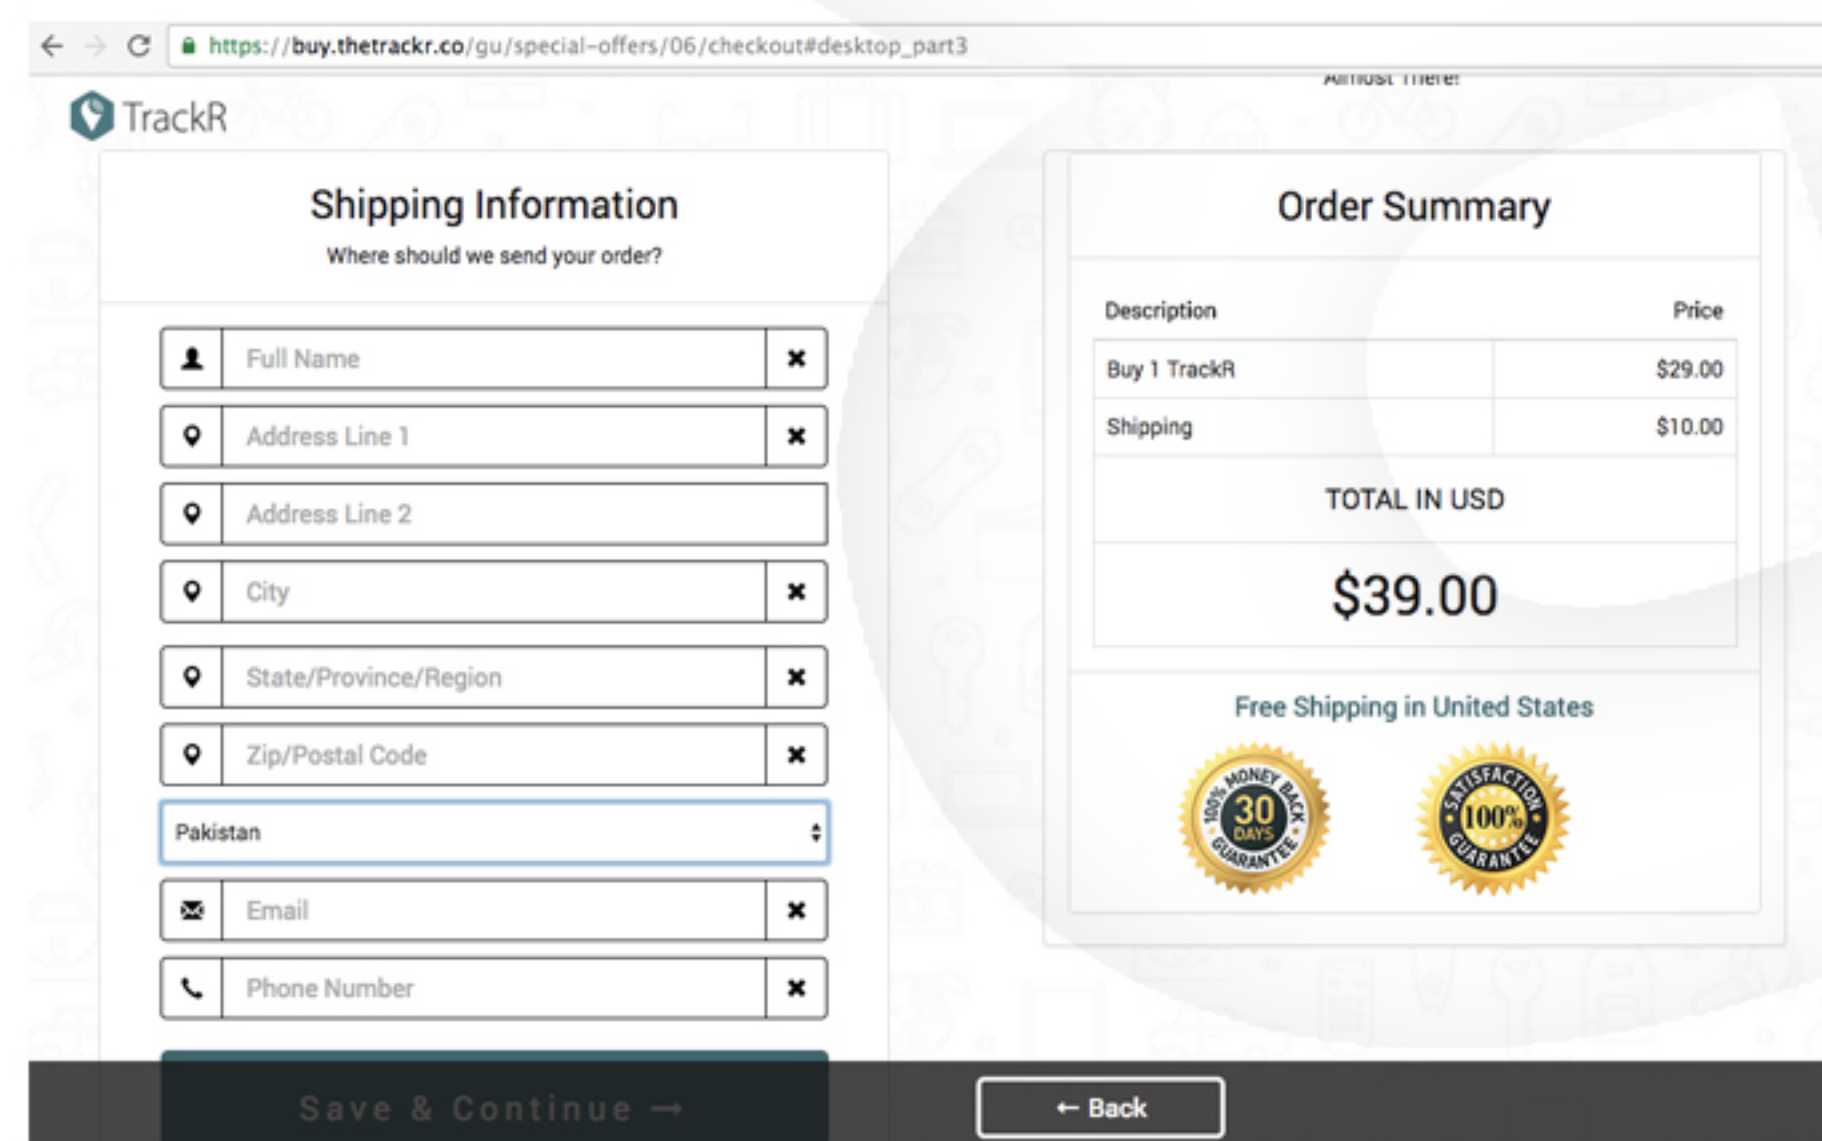 https://buy.thetrackr.co/gu/special-offers/06/checkout#desktop_part3
Almost There!
TrackR
Shipping Information
Where should we send your order?
Full Name
Address Line 1
Address Line 2
City
State/Province/Region
Zip/Postal Code
Pakistan
Email
Phone Number
Save & Continue →
← Back
Order Summary
Description Price
Buy 1 TrackR $29.00
Shipping $10.00
TOTAL IN USD
$39.00
Free Shipping in United States
100% MONEY BACK
30
DAYS
GUARANTEE
SATISFACTION
100%
GUARANTEE